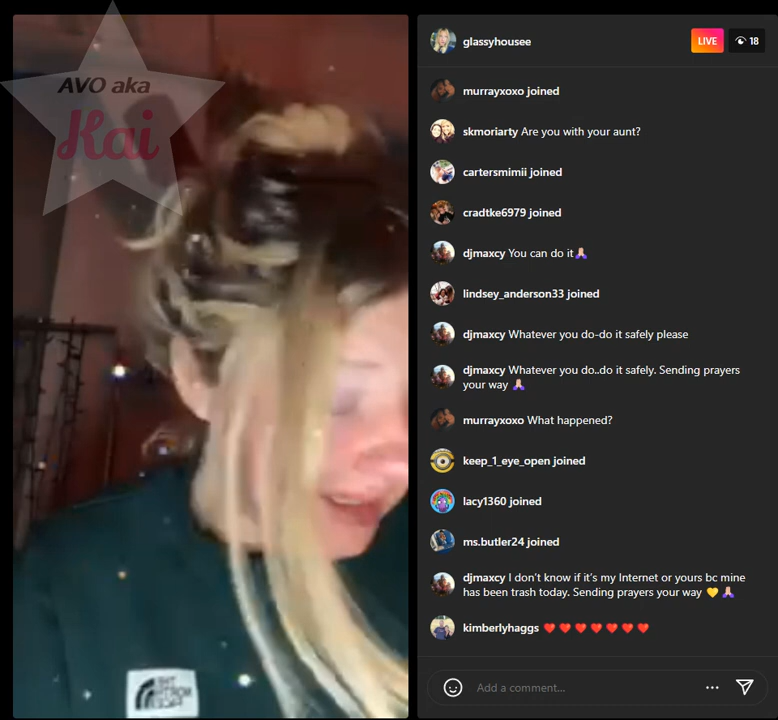 AVO aka
Kai
glassyhousee
LIVE
18
murrayxoxo joined
skmoriarty Are you with your aunt?
cartersmimii joined
cradtke6979 joined
djmaxcy You can do it🙏🏻
lindsey_anderson33 joined
djmaxcy Whatever you do-do it safely please
djmaxcy Whatever you do..do it safely. Sending prayers
your way 🙏🏻
murrayxoxo What happened?
keep_1_eye_open joined
lacy1360 joined
ms.butler24 joined
djmaxcy I don't know if it's my Internet or yours bc mine
has been trash today. Sending prayers your way 💛 🙏🏻
kimberlyhaggs ❤️ ❤️ ❤️ ❤️ ❤️ ❤️ ❤️
Add a comment...
THE
NORTH
FACE